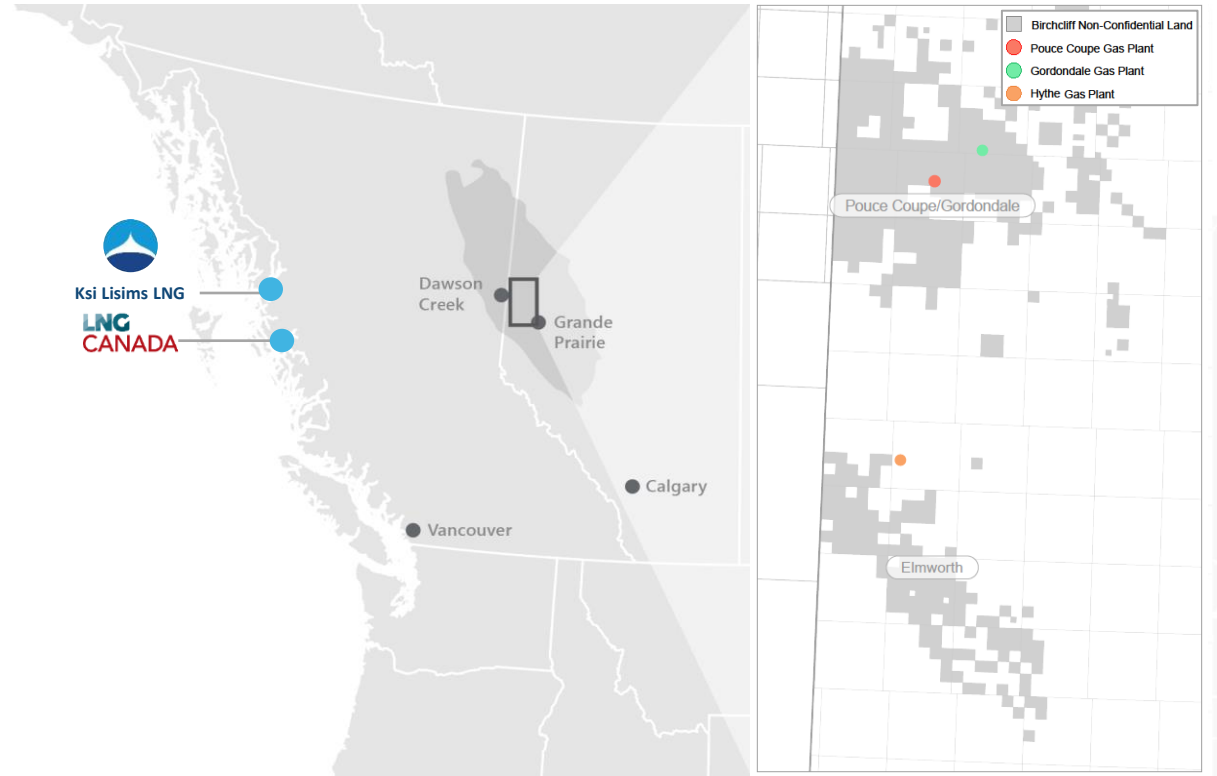 Ksi Lisims LNG
LNG
CANADA
Dawson
Creek
Grande
Prairie
Calgary
Vancouver
Birchcliff Non-Confidential Land
Pouce Coupe Gas Plant
Gordondale Gas Plant
Hythe Gas Plant
Pouce Coupe/Gordondale
Elmworth